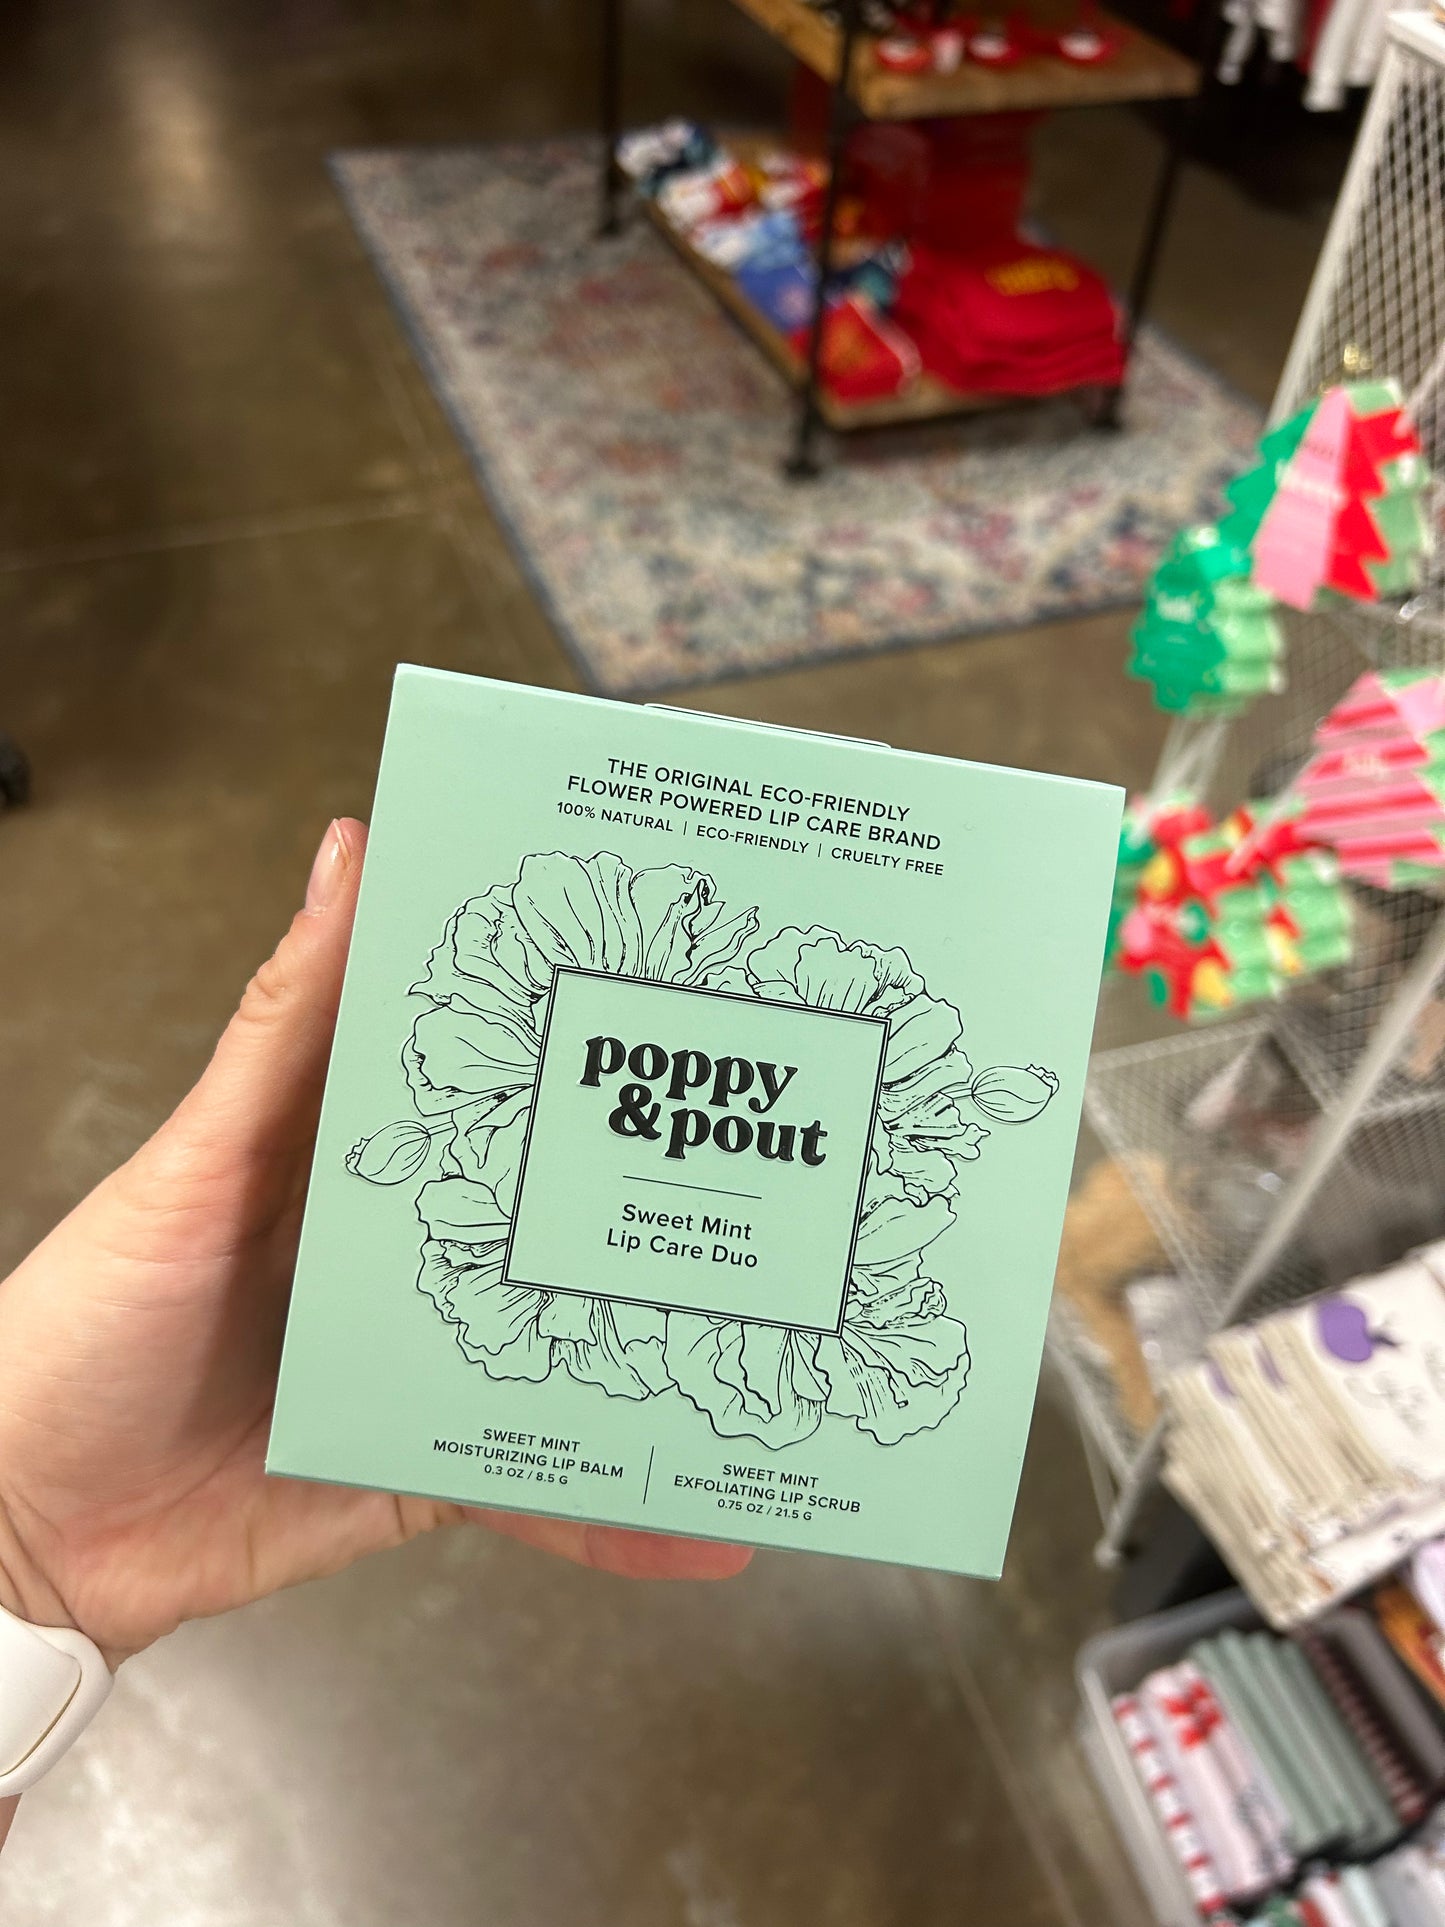 THE ORIGINAL ECO-FRIENDLY
FLOWER POWERED LIP CARE BRAND
100% NATURAL | ECO-FRIENDLY | CRUELTY FREE
poppy
&pout
Sweet Mint
Lip Care Duo
SWEET MINT
MOISTURIZING LIP BALM
0.3 OZ / 8.5 G
SWEET MINT
EXFOLIATING LIP SCRUB
0.75 OZ / 21.5 G